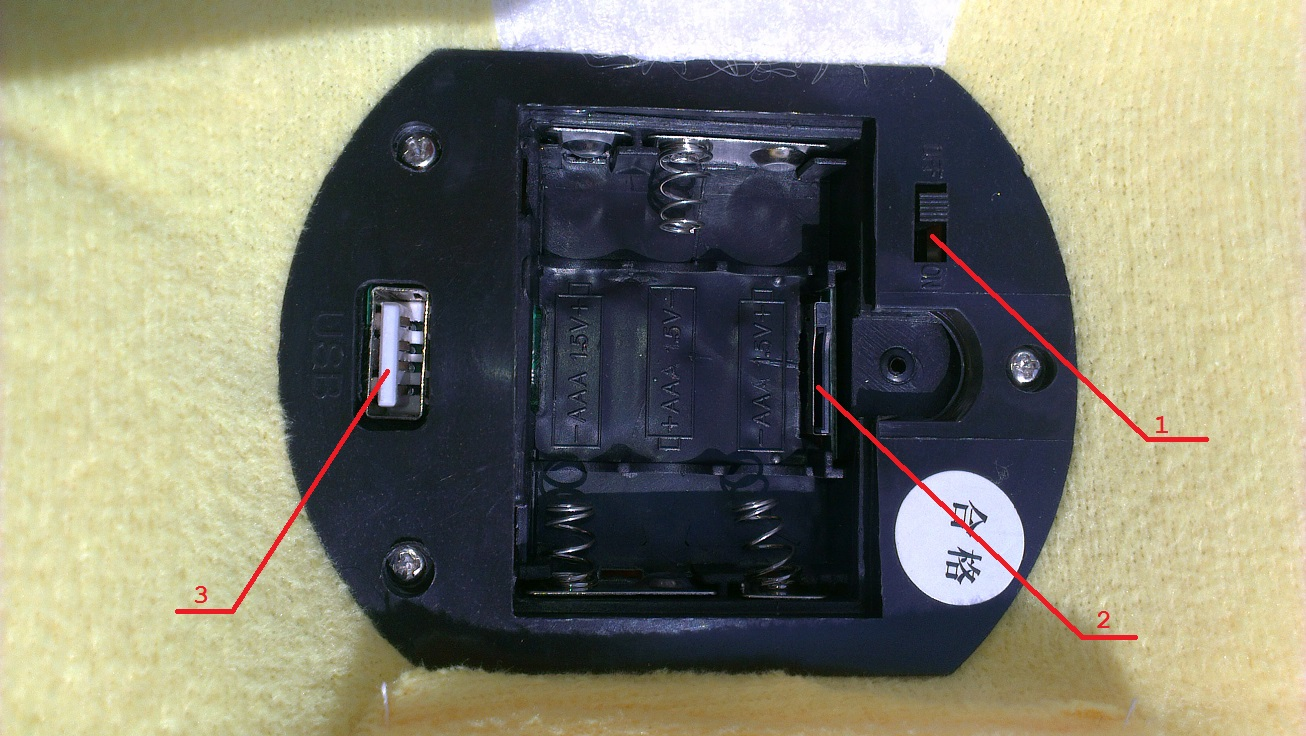 OFF
ON
USB
-AAA 1.5V+
+AAA 1.5V-
-AAA 1.5V+
合格
1
2
3